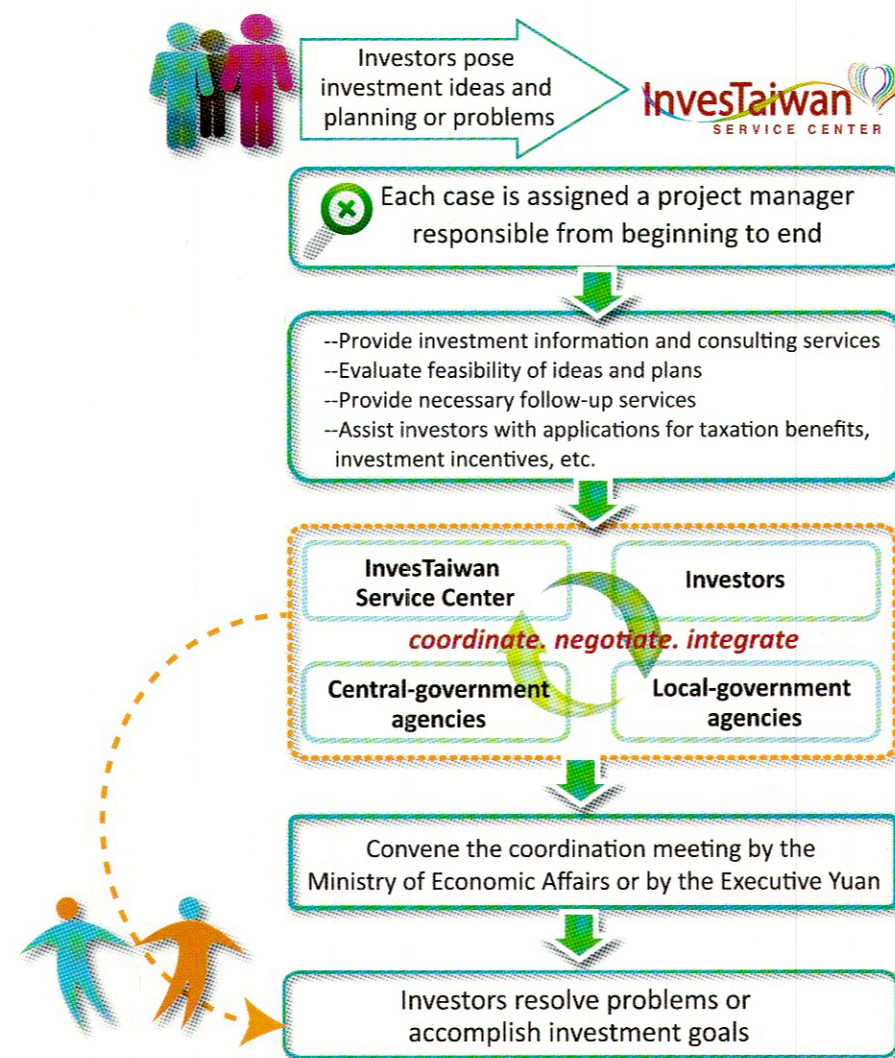 Investors pose
investment ideas and
planning or problems
InvesTaiwan
SERVICE CENTER
Each case is assigned a project manager
responsible from beginning to end
--Provide investment information and consulting services
--Evaluate feasibility of ideas and plans
--Provide necessary follow-up services
--Assist investors with applications for taxation benefits,
investment incentives, etc.
InvesTaiwan
Service Center
Investors
coordinate. negotiate. integrate
Central-government
agencies
Local-government
agencies
Convene the coordination meeting by the
Ministry of Economic Affairs or by the Executive Yuan
Investors resolve problems or
accomplish investment goals